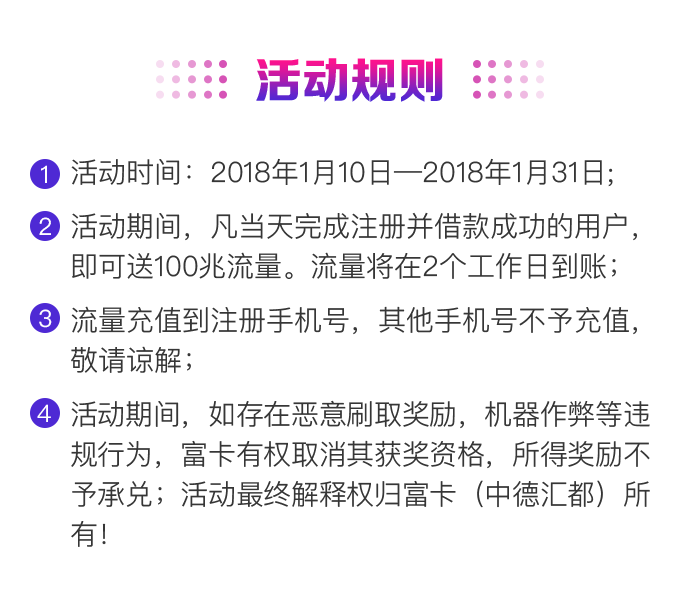 活动规则
1 活动时间：2018年1月10日—2018年1月31日;
2 活动期间，凡当天完成注册并借款成功的用户，
即可送100兆流量。流量将在2个工作日到账；
3 流量充值到注册手机号，其他手机号不予充值，
敬请谅解；
4 活动期间，如存在恶意刷取奖励，机器作弊等违
规行为，富卡有权取消其获奖资格，所得奖励不
予承兑；活动最终解释权归富卡（中德汇都）所
有！